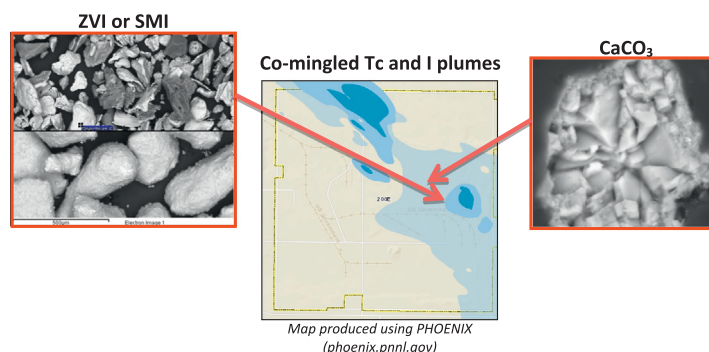 ZVI or SMI
Co-mingled Tc and I plumes
CaCO₃
200E
500µm
Electron Image 1
Map produced using PHOENIX
(phoenix.pnnl.gov)